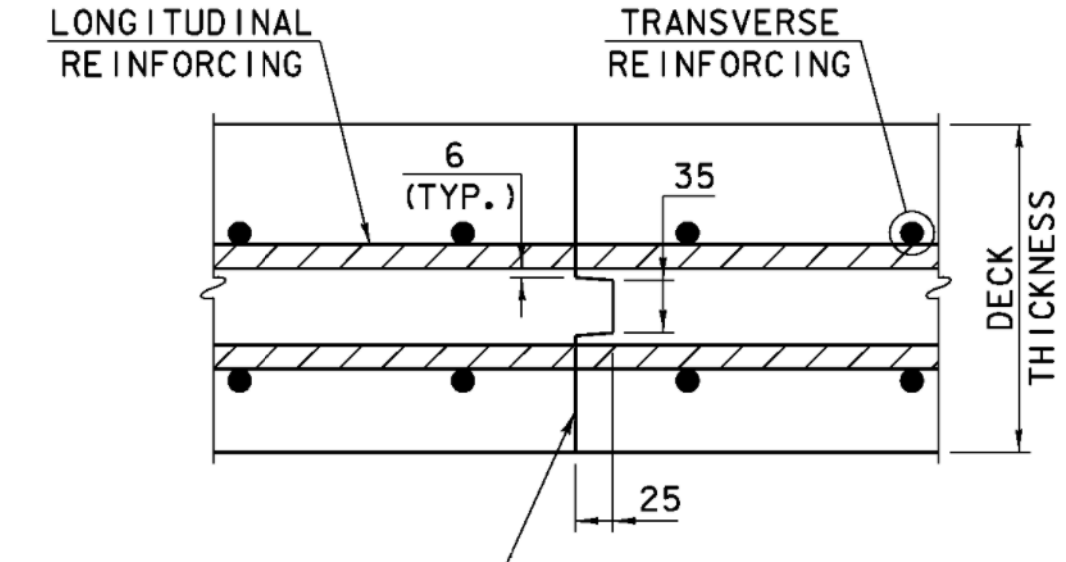 LONGITUDINAL
REINFORCING
TRANSVERSE
REINFORCING
6
(TYP.)
35
DECK
THICKNESS
25